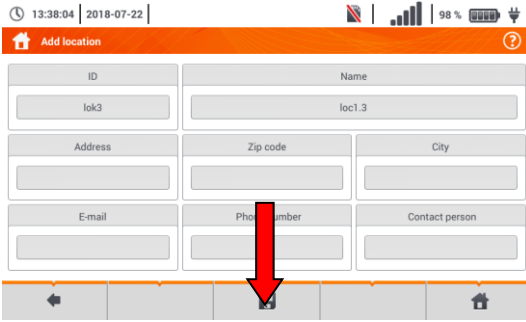 13:38:04 2018-07-22 98 %
Add location ?
ID Name
lok3 loc1.3
Address Zip code City
E-mail Phone number Contact person